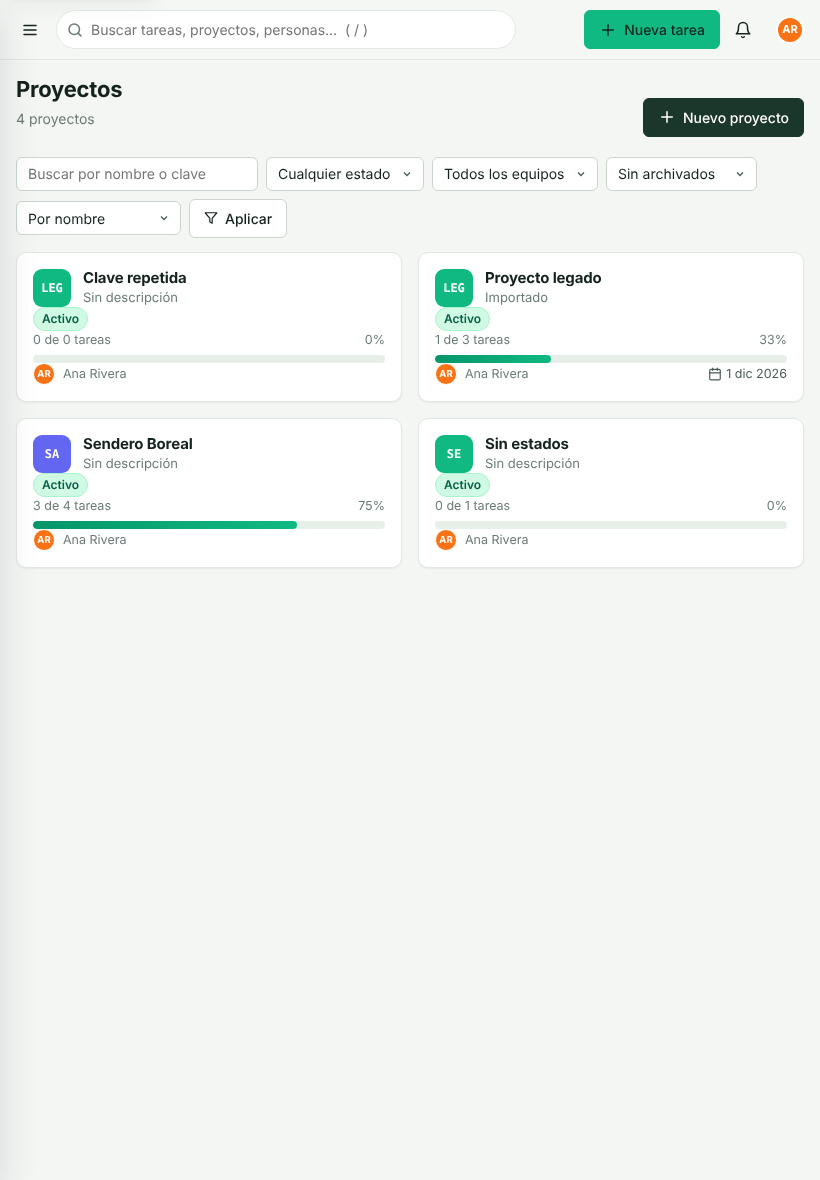 Buscar tareas, proyectos, personas... ( / )
Nueva tarea
AR
Proyectos
4 proyectos
Nuevo proyecto
Buscar por nombre o clave
Cualquier estado
Todos los equipos
Sin archivados
Por nombre
Aplicar
LEG
Clave repetida
Sin descripción
Activo
0 de 0 tareas 0%
AR Ana Rivera
LEG
Proyecto legado
Importado
Activo
1 de 3 tareas 33%
AR Ana Rivera 1 dic 2026
SA
Sendero Boreal
Sin descripción
Activo
3 de 4 tareas 75%
AR Ana Rivera
SE
Sin estados
Sin descripción
Activo
0 de 1 tareas 0%
AR Ana Rivera